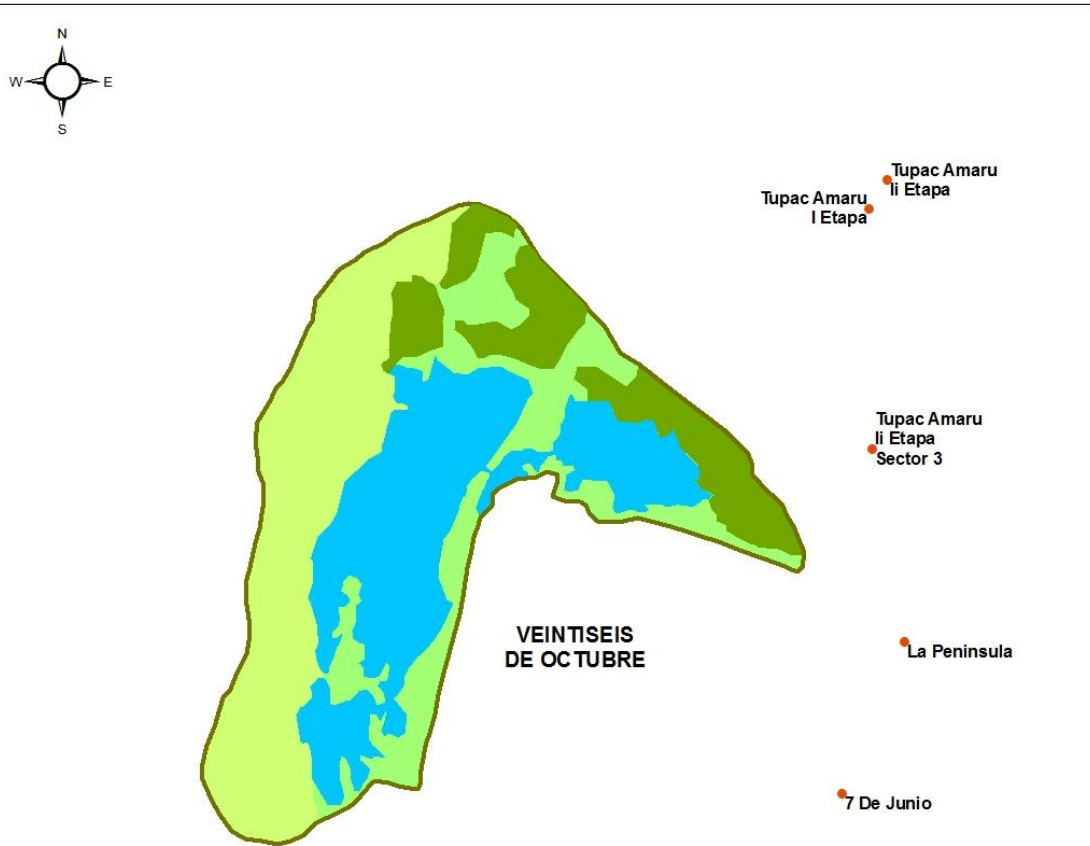 N
W E
S
Tupac Amaru
Ii Etapa
Tupac Amaru
I Etapa
Tupac Amaru
Ii Etapa
Sector 3
VEINTISEIS
DE OCTUBRE
La Peninsula
7 De Junio